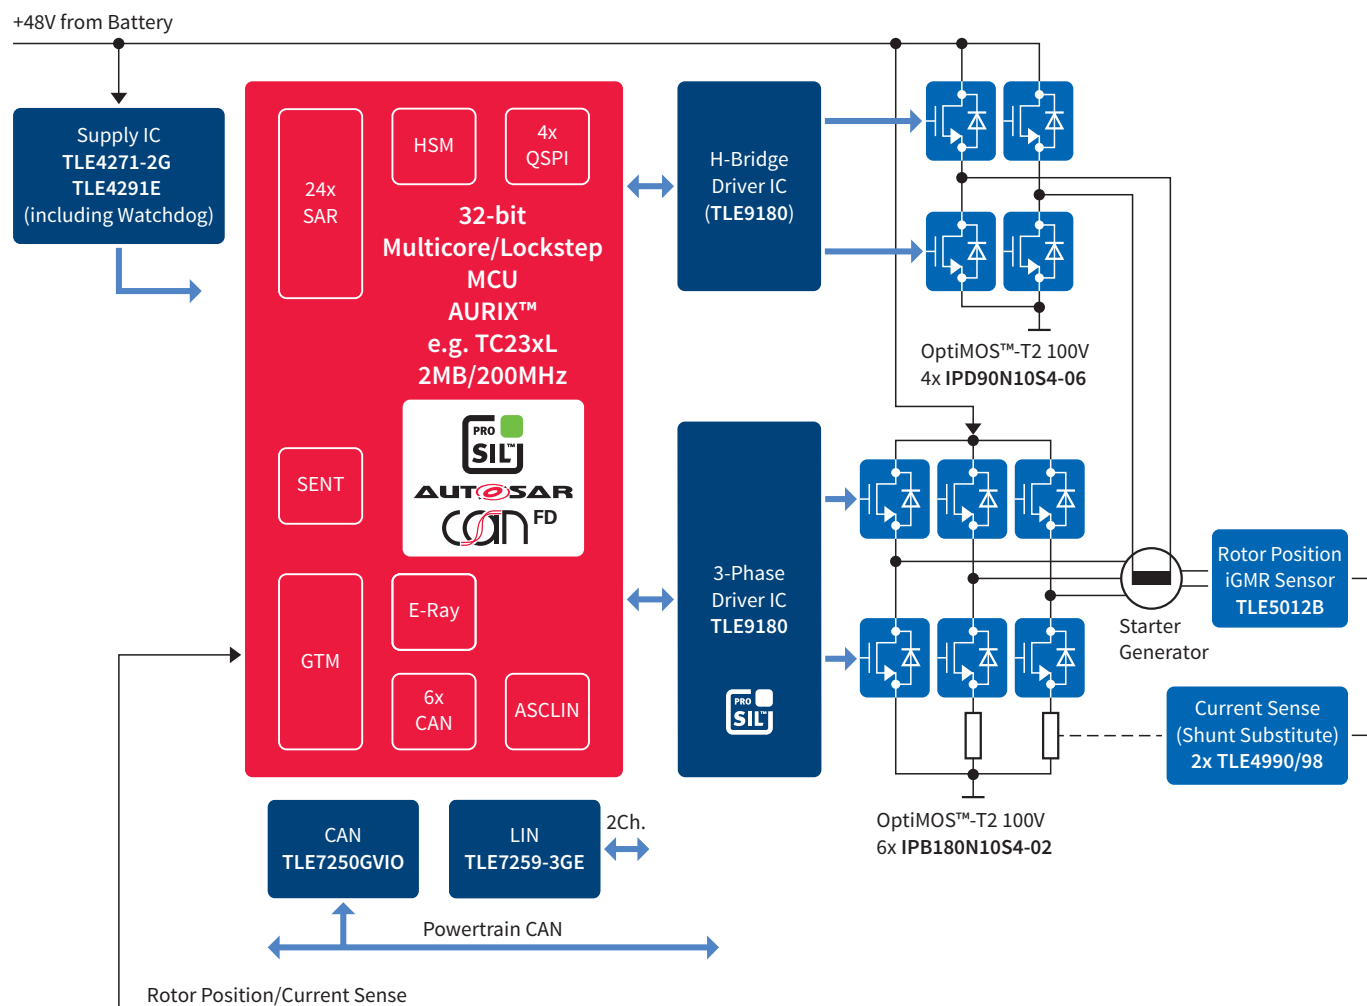 +48V from Battery
Supply IC
TLE4271-2G
TLE4291E
(including Watchdog)
24x
SAR
HSM
4x
QSPI
32-bit
Multicore/Lockstep
MCU
AURIX™
e.g. TC23xL
2MB/200MHz
PRO
SIL™
AUTOSAR
CAN FD
SENT
GTM
E-Ray
6x
CAN
ASCLIN
H-Bridge
Driver IC
(TLE9180)
OptiMOS™-T2 100V
4x IPD90N10S4-06
3-Phase
Driver IC
TLE9180
PRO
SIL™
Starter
Generator
Rotor Position
iGMR Sensor
TLE5012B
Current Sense
(Shunt Substitute)
2x TLE4990/98
OptiMOS™-T2 100V
6x IPB180N10S4-02
CAN
TLE7250GVIO
LIN
TLE7259-3GE
2Ch.
Powertrain CAN
Rotor Position/Current Sense